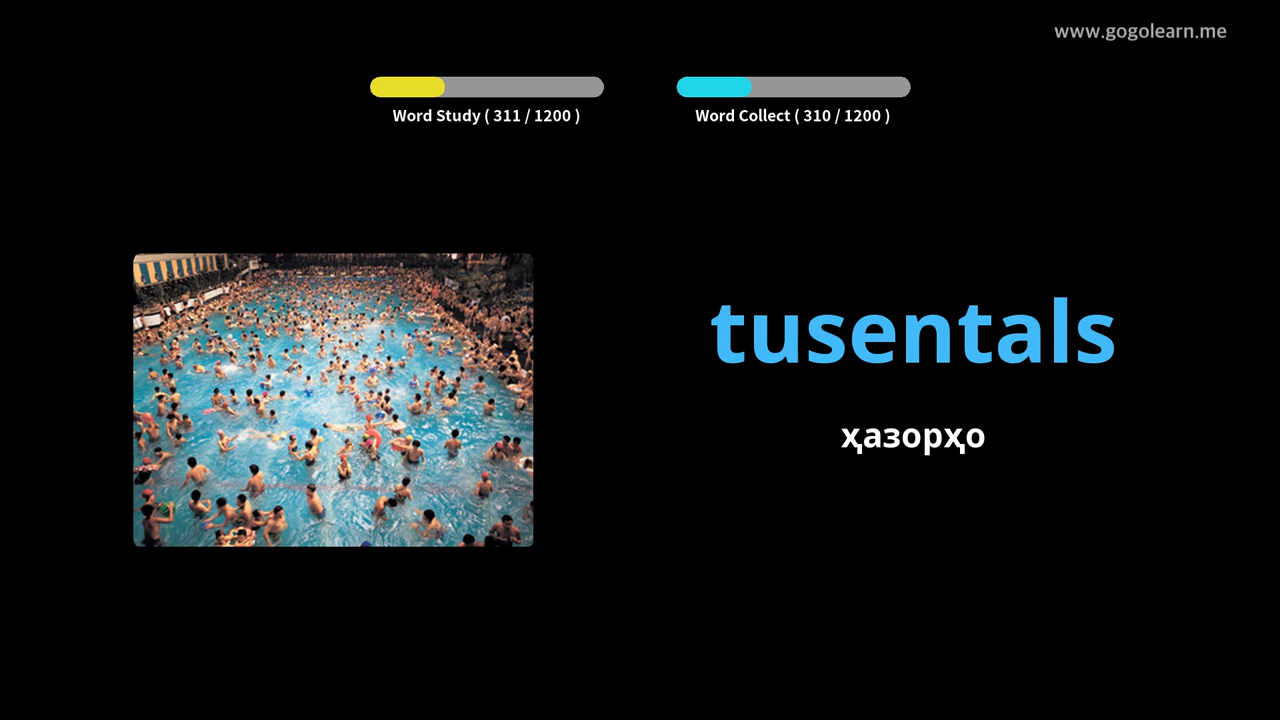 www.gogolearn.me
Word Study ( 311 / 1200 )
Word Collect ( 310 / 1200 )
tusentals
ҳазорҳо